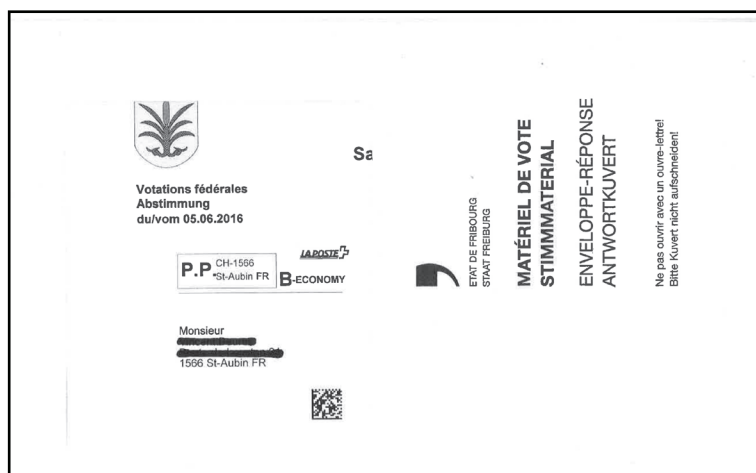 Sa
Votations fédérales
Abstimmung
du/vom 05.06.2016
LA POSTE
P.P. CH-1566
St-Aubin FR
B-ECONOMY
Monsieur
1566 St-Aubin FR
ETAT DE FRIBOURG
STAAT FREIBURG
MATÉRIEL DE VOTE
STIMMMATERIAL
ENVELOPPE-RÉPONSE
ANTWORTKUVERT
Ne pas ouvrir avec un ouvre-lettre!
Bitte Kuvert nicht aufschneiden!